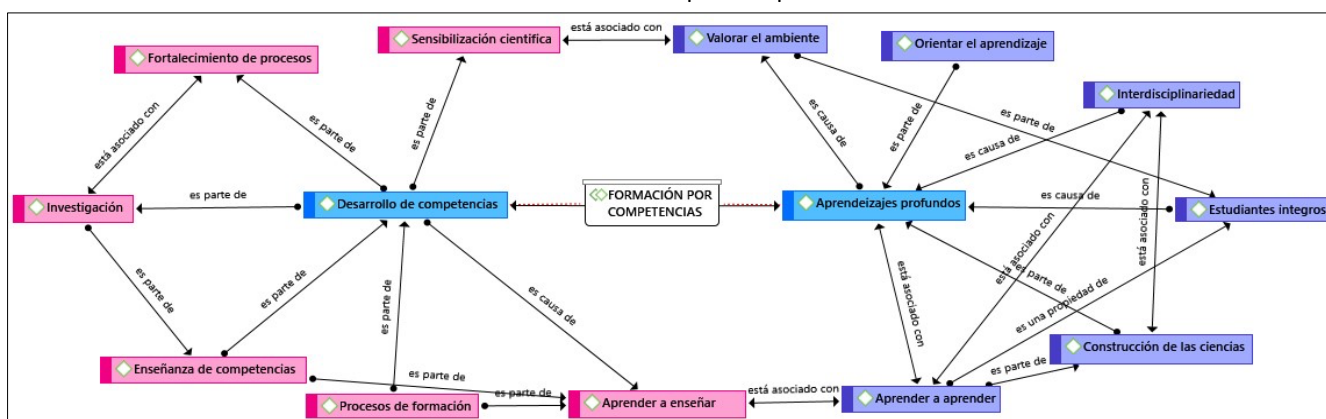 está asociado con
Sensibilización científica
Valorar el ambiente
Orientar el aprendizaje
Fortalecimiento de procesos
Interdisciplinariedad
está asociado con
es parte de
es parte de
es causa de
es parte de
es causa de
es parte de
Investigación
es parte de
Desarrollo de competencias
FORMACIÓN POR
COMPETENCIAS
Aprendeizajes profundos
es causa de
Estudiantes integros
es parte de
es parte de
es parte de
es causa de
está asociado con
está asociado con
está asociado con
es parte de
es una propiedad de
Enseñanza de competencias
es parte de
Procesos de formación
es parte de
Aprender a enseñar
está asociado con
Aprender a aprender
es parte de
Construcción de las ciencias